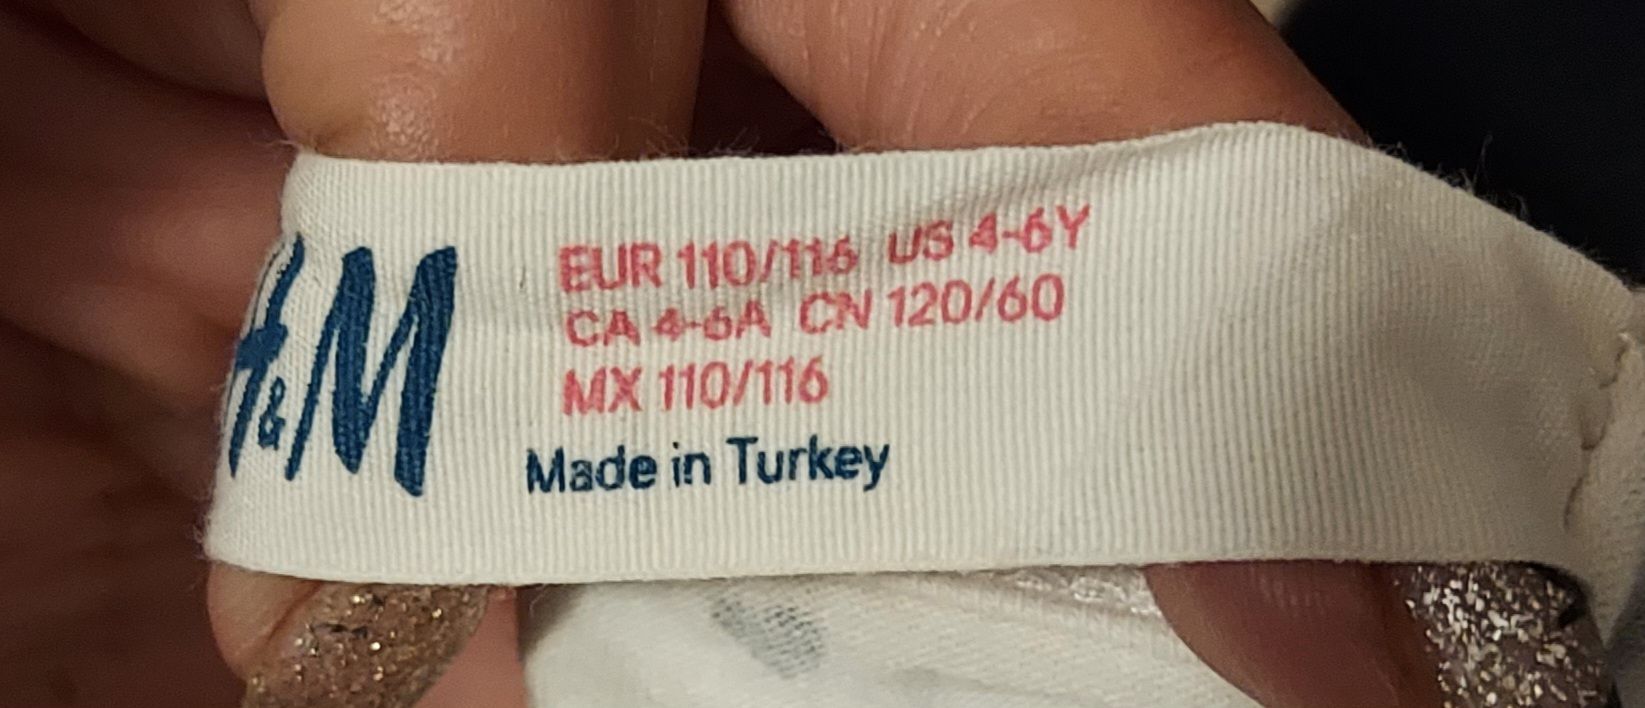 H&M
EUR 110/116 US 4-6Y
CA 4-6A CN 120/60
MX 110/116
Made in Turkey